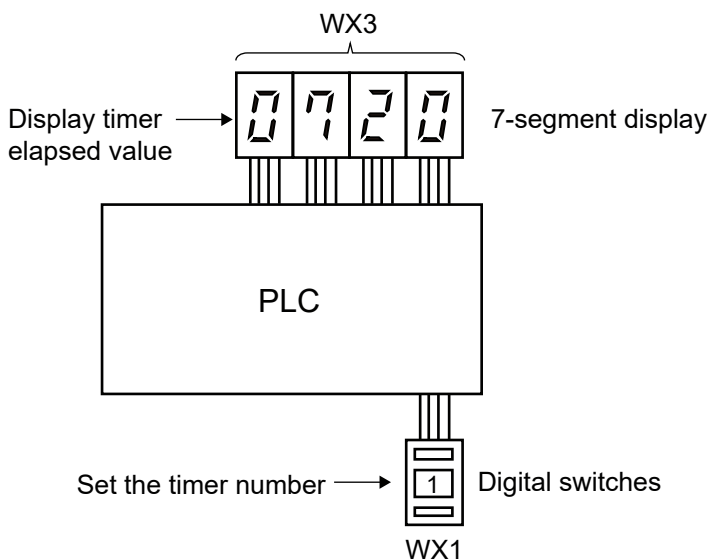 WX3
0720
Display timer
elapsed value
7-segment display
PLC
Set the timer number
1
Digital switches
WX1